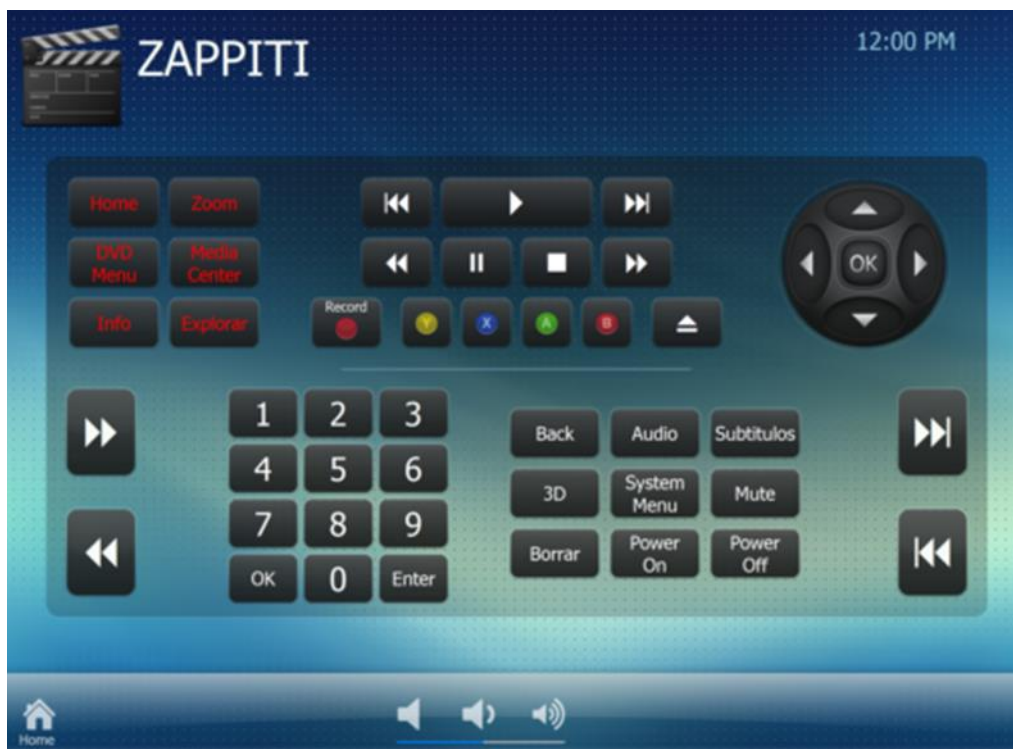 ZAPPITI
12:00 PM
Home
Zoom
DVD
Menu
Media
Center
Info
Explorar
Record
Y
X
A
B
OK
1
2
3
4
5
6
7
8
9
OK
0
Enter
Back
Audio
Subtitulos
3D
System
Menu
Mute
Borrar
Power
On
Power
Off
Home